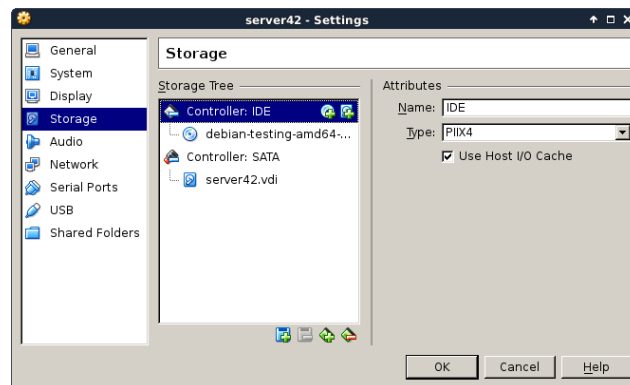 server42 - Settings
General
System
Display
Storage
Audio
Network
Serial Ports
USB
Shared Folders
Storage
Storage Tree
Controller: IDE
debian-testing-amd64-...
Controller: SATA
server42.vdi
Attributes
Name: IDE
Type: PIIX4
Use Host I/O Cache
OK Cancel Help